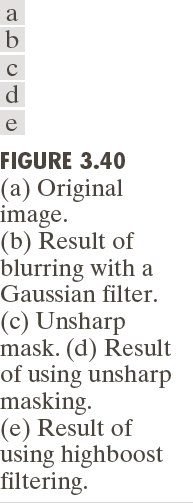 a
b
c
d
e
FIGURE 3.40
(a) Original
image.
(b) Result of
blurring with a
Gaussian filter.
(c) Unsharp
mask. (d) Result
of using unsharp
masking.
(e) Result of
using highboost
filtering.